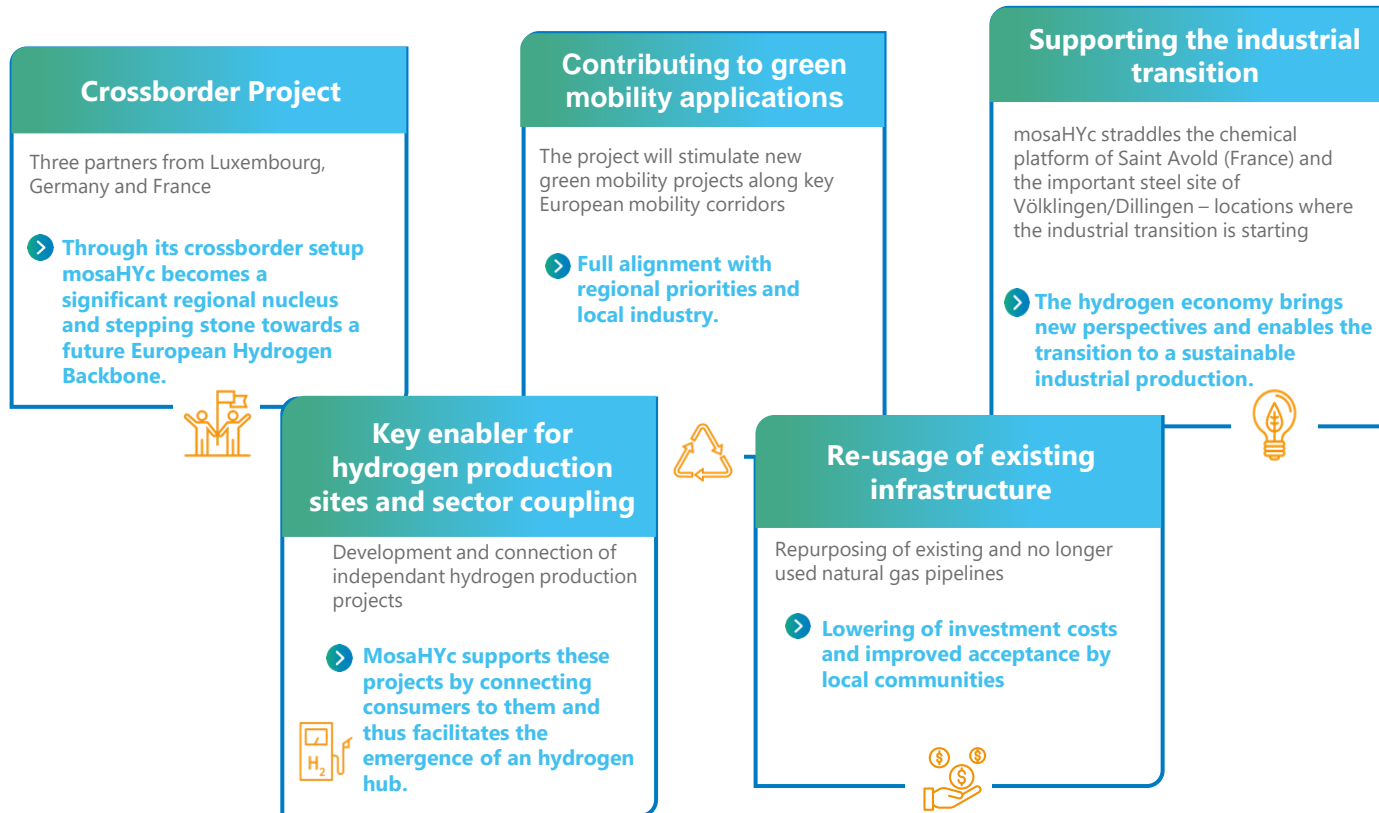 Crossborder Project
Three partners from Luxembourg,
Germany and France
Through its crossborder setup
mosaHYc becomes a
significant regional nucleus
and stepping stone towards a
future European Hydrogen
Backbone.
Key enabler for
hydrogen production
sites and sector coupling
Development and connection of
independant hydrogen production
projects
MosaHYc supports these
projects by connecting
consumers to them and
thus facilitates the
emergence of an hydrogen
hub.
H2
Contributing to green
mobility applications
The project will stimulate new
green mobility projects along key
European mobility corridors
Full alignment with
regional priorities and
local industry.
Re-usage of existing
infrastructure
Repurposing of existing and no longer
used natural gas pipelines
Lowering of investment costs
and improved acceptance by
local communities
$ $
$
Supporting the industrial
transition
mosaHYc straddles the chemical
platform of Saint Avold (France) and
the important steel site of
Völklingen/Dillingen – locations where
the industrial transition is starting
The hydrogen economy brings
new perspectives and enables the
transition to a sustainable
industrial production.